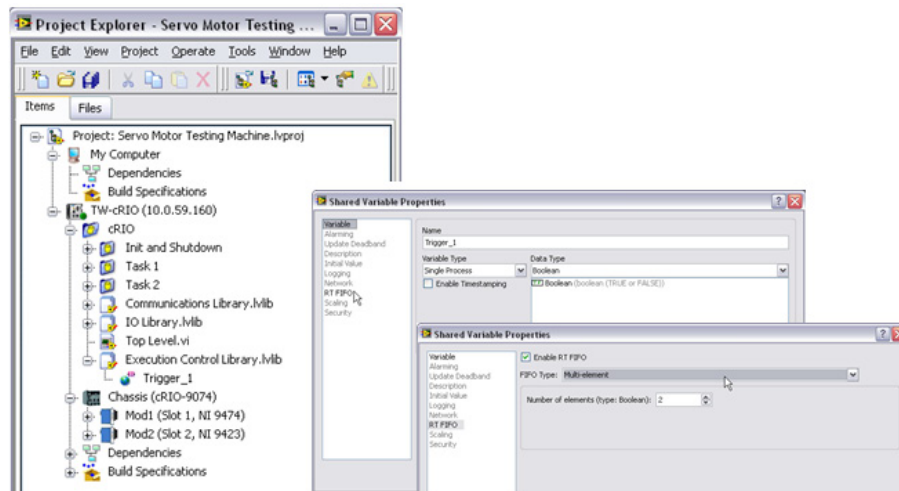 Project Explorer - Servo Motor Testing ...
File Edit View Project Operate Tools Window Help
Items Files
Project: Servo Motor Testing Machine.lvproj
My Computer
Dependencies
Build Specifications
TW-cRIO (10.0.59.160)
cRIO
Init and Shutdown
Task 1
Task 2
Communications Library.lvlib
IO Library.lvlib
Top Level.vi
Execution Control Library.lvlib
Trigger_1
Chassis (cRIO-9074)
Mod1 (Slot 1, NI 9474)
Mod2 (Slot 2, NI 9423)
Dependencies
Build Specifications
Shared Variable Properties
Variable
Alarming
Update Deadband
Description
Initial Value
Logging
Network
RT FIFO
Scaling
Security
Name
Trigger_1
Variable Type Data Type
Single Process Boolean
Enable Timestamping Boolean (boolean (TRUE or FALSE))
Shared Variable Properties
Variable
Alarming
Update Deadband
Description
Initial Value
Logging
Network
RT FIFO
Scaling
Security
Enable RT FIFO
FIFO Type: Multi-element
Number of elements (type: Boolean): 2